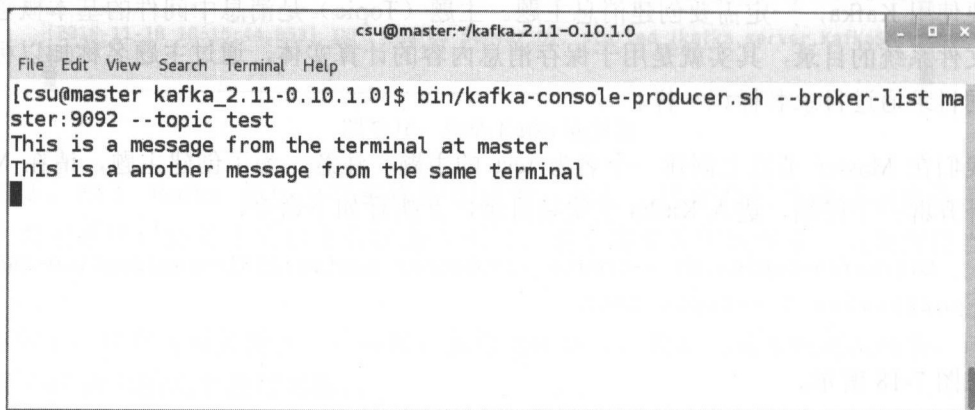 csu@master:~/kafka_2.11-0.10.1.0
File Edit View Search Terminal Help
[csu@master kafka_2.11-0.10.1.0]$ bin/kafka-console-producer.sh --broker-list ma
ster:9092 --topic test
This is a message from the terminal at master
This is a another message from the same terminal